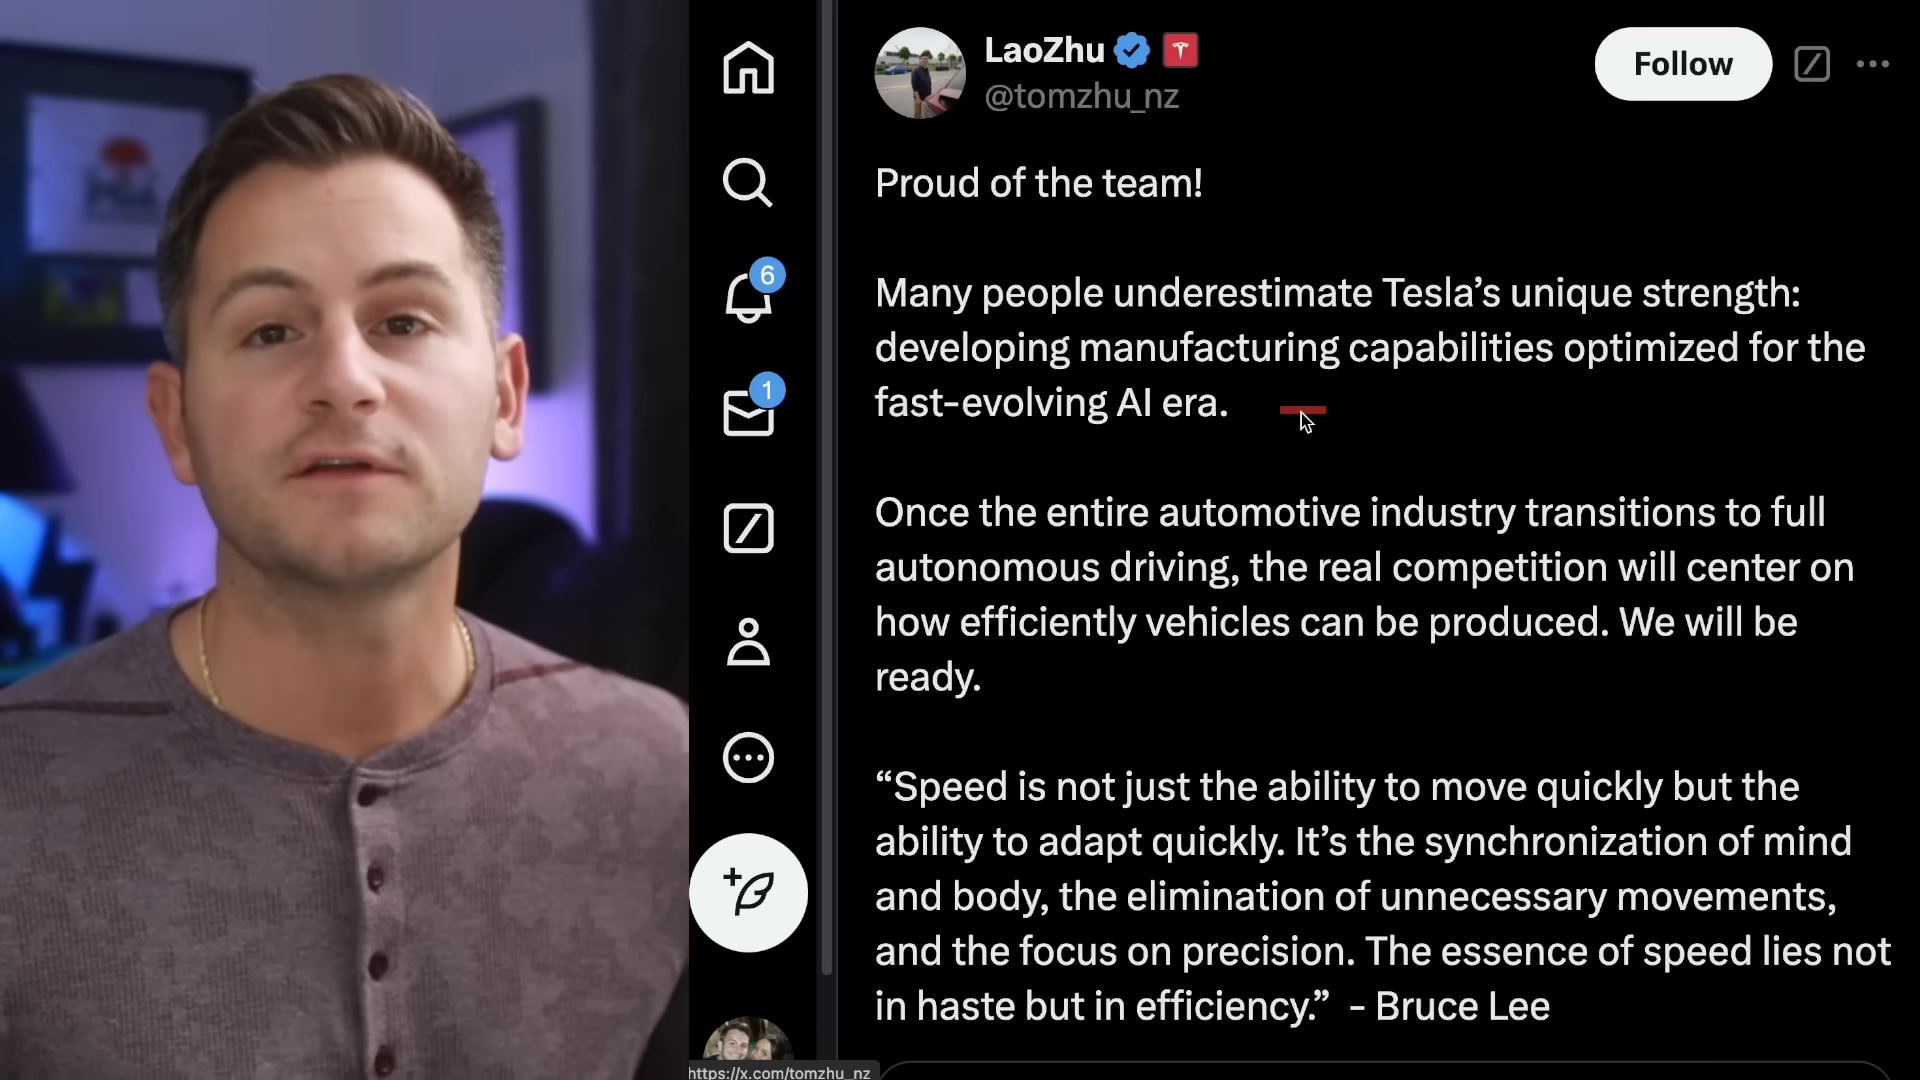 LaoZhu
@tomzhu_nz
Follow
6
1
Proud of the team!
Many people underestimate Tesla’s unique strength:
developing manufacturing capabilities optimized for the
fast-evolving AI era.
Once the entire automotive industry transitions to full
autonomous driving, the real competition will center on
how efficiently vehicles can be produced. We will be
ready.
“Speed is not just the ability to move quickly but the
ability to adapt quickly. It’s the synchronization of mind
and body, the elimination of unnecessary movements,
and the focus on precision. The essence of speed lies not
in haste but in efficiency.” - Bruce Lee
https://x.com/tomzhu_nz